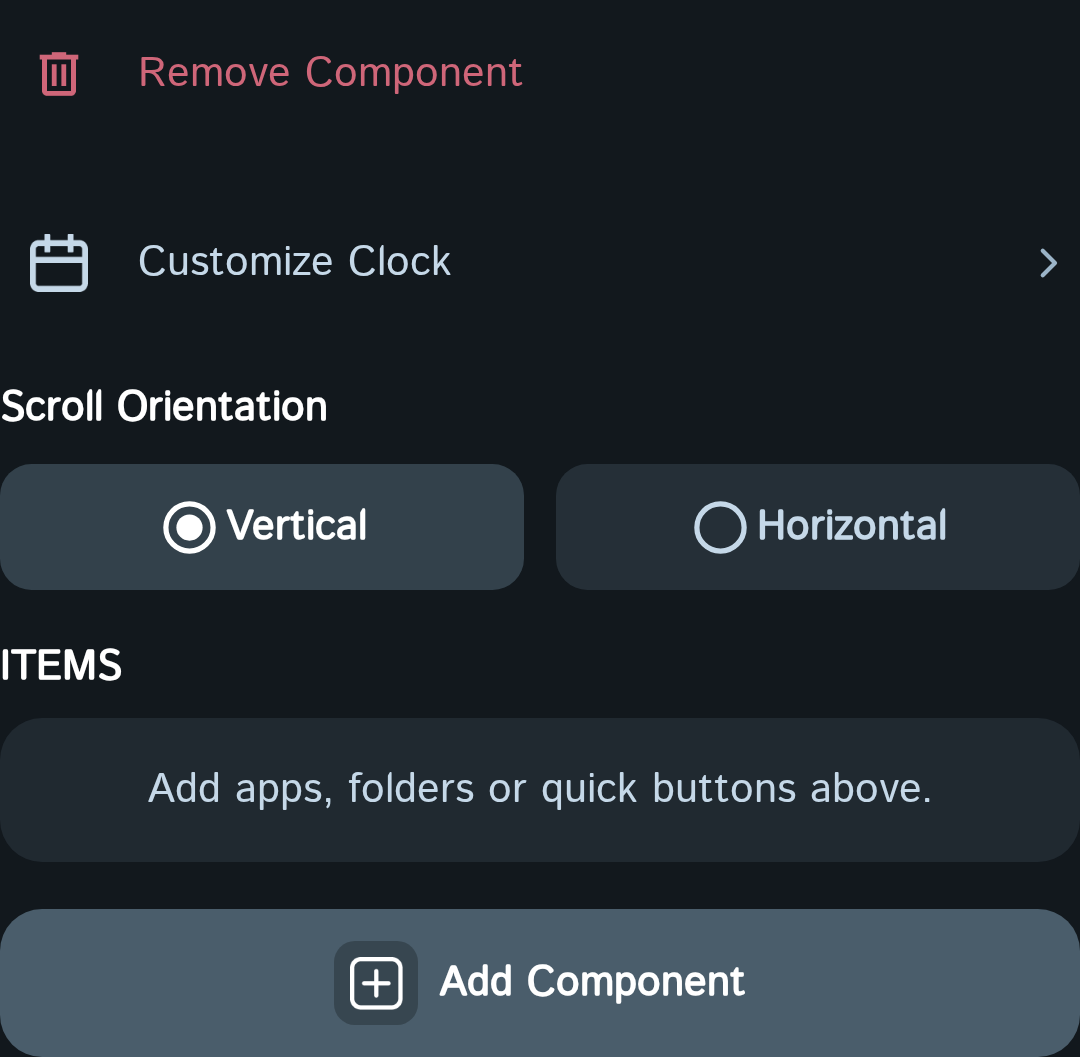 Remove Component
Customize Clock
Scroll Orientation
Vertical
Horizontal
ITEMS
Add apps, folders or quick buttons above.
Add Component